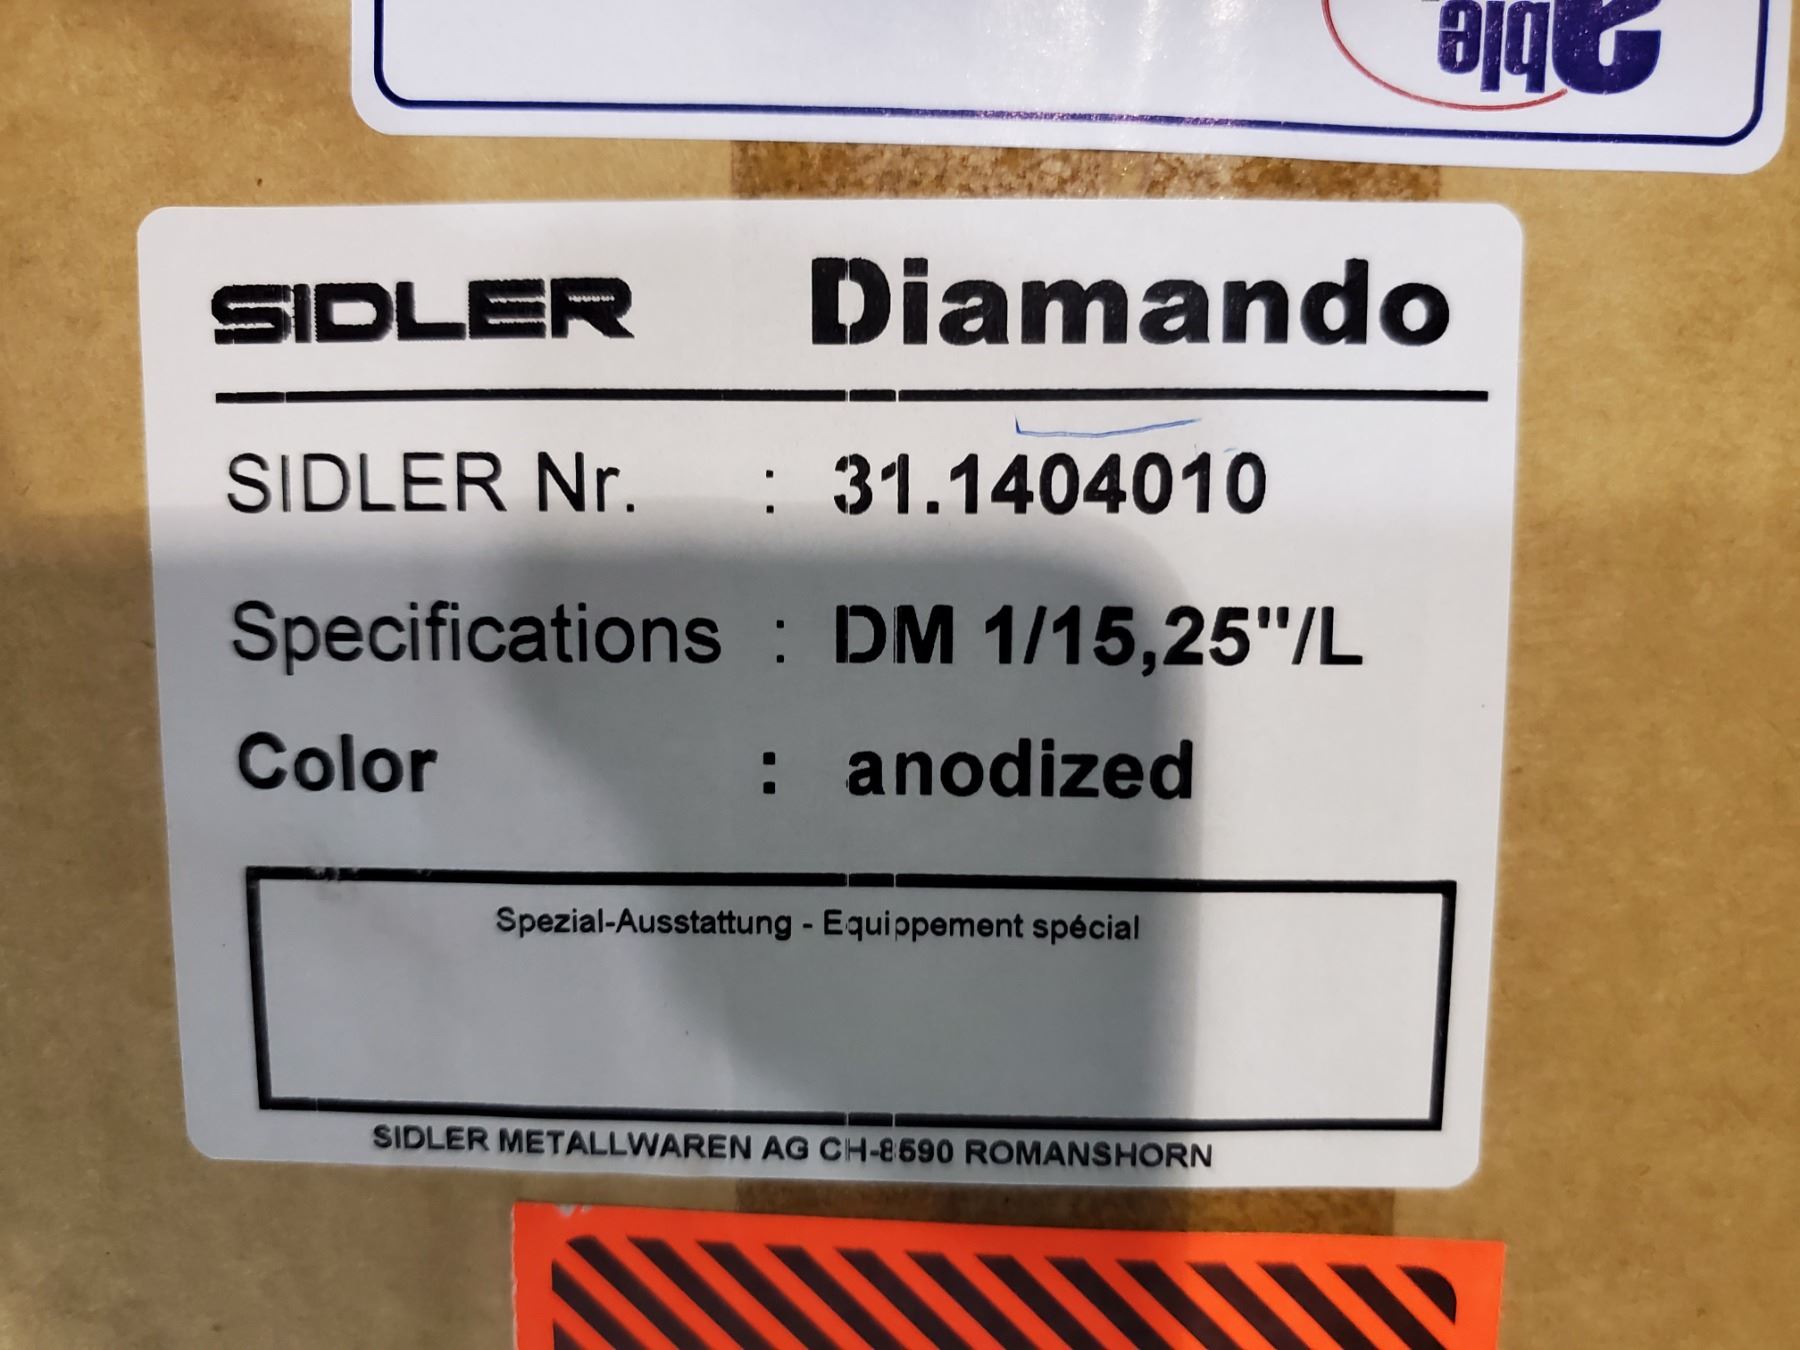 able
SIDLER Diamando
SIDLER Nr. : 31.1404010
Specifications : DM 1/15,25"/L
Color : anodized
Spezial-Ausstattung - Equippement spécial
SIDLER METALLWAREN AG CH-8590 ROMANSHORN